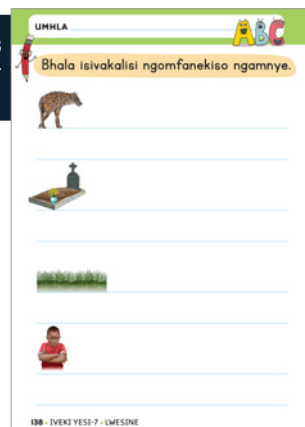 UMHLA
ABC
Bhala isivakalisi ngomfanekiso ngamnye.
138 • IVEKI YESI-7 • LWESINE